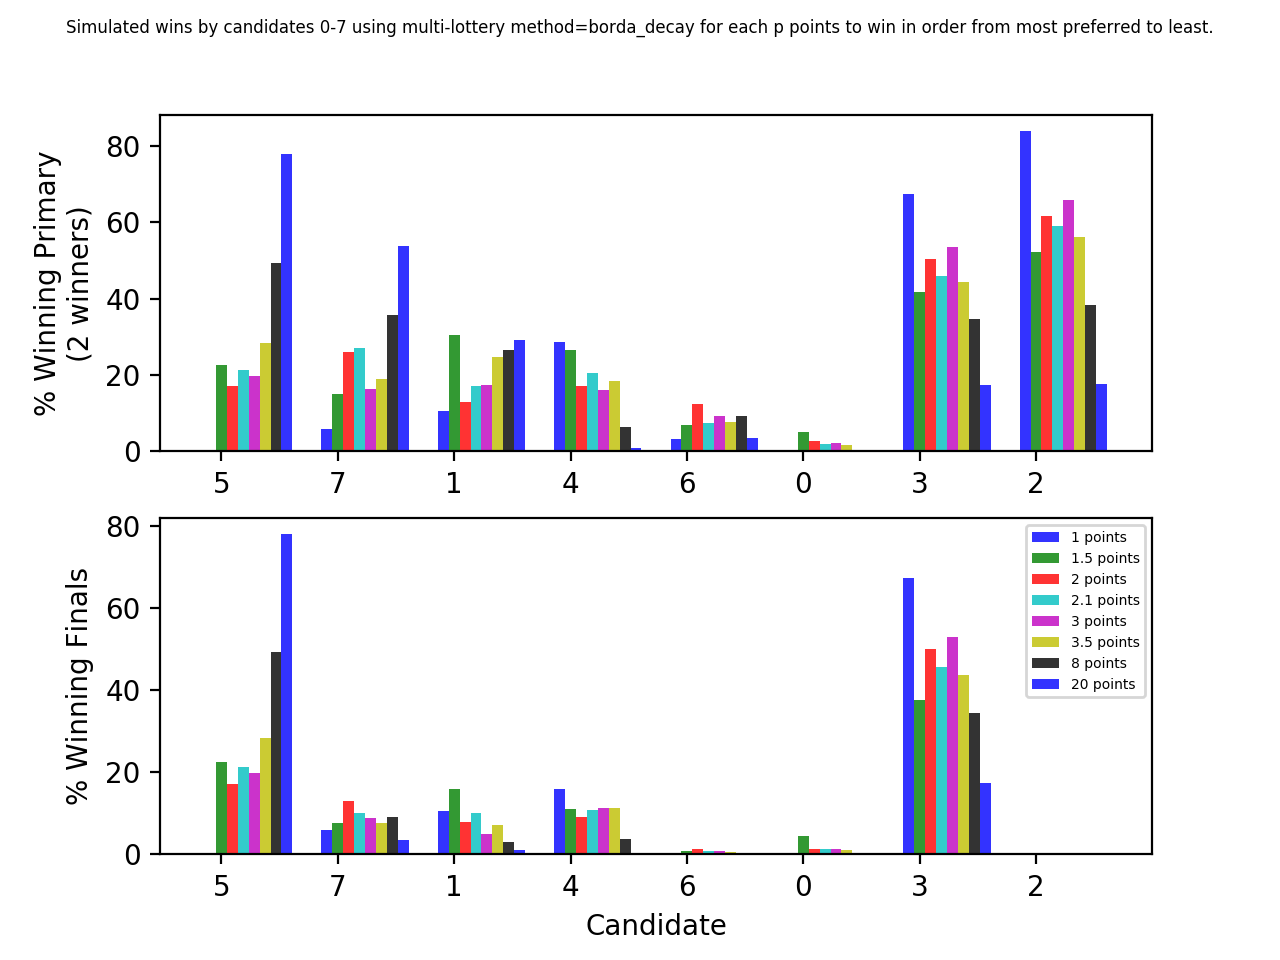 Simulated wins by candidates 0-7 using multi-lottery method=borda_decay for each p points to win in order from most preferred to least.
% Winning Primary
(2 winners)
80
60
40
20
0
5 7 1 4 6 0 3 2
% Winning Finals
80
60
40
20
0
1 points
1.5 points
2 points
2.1 points
3 points
3.5 points
8 points
20 points
5 7 1 4 6 0 3 2
Candidate